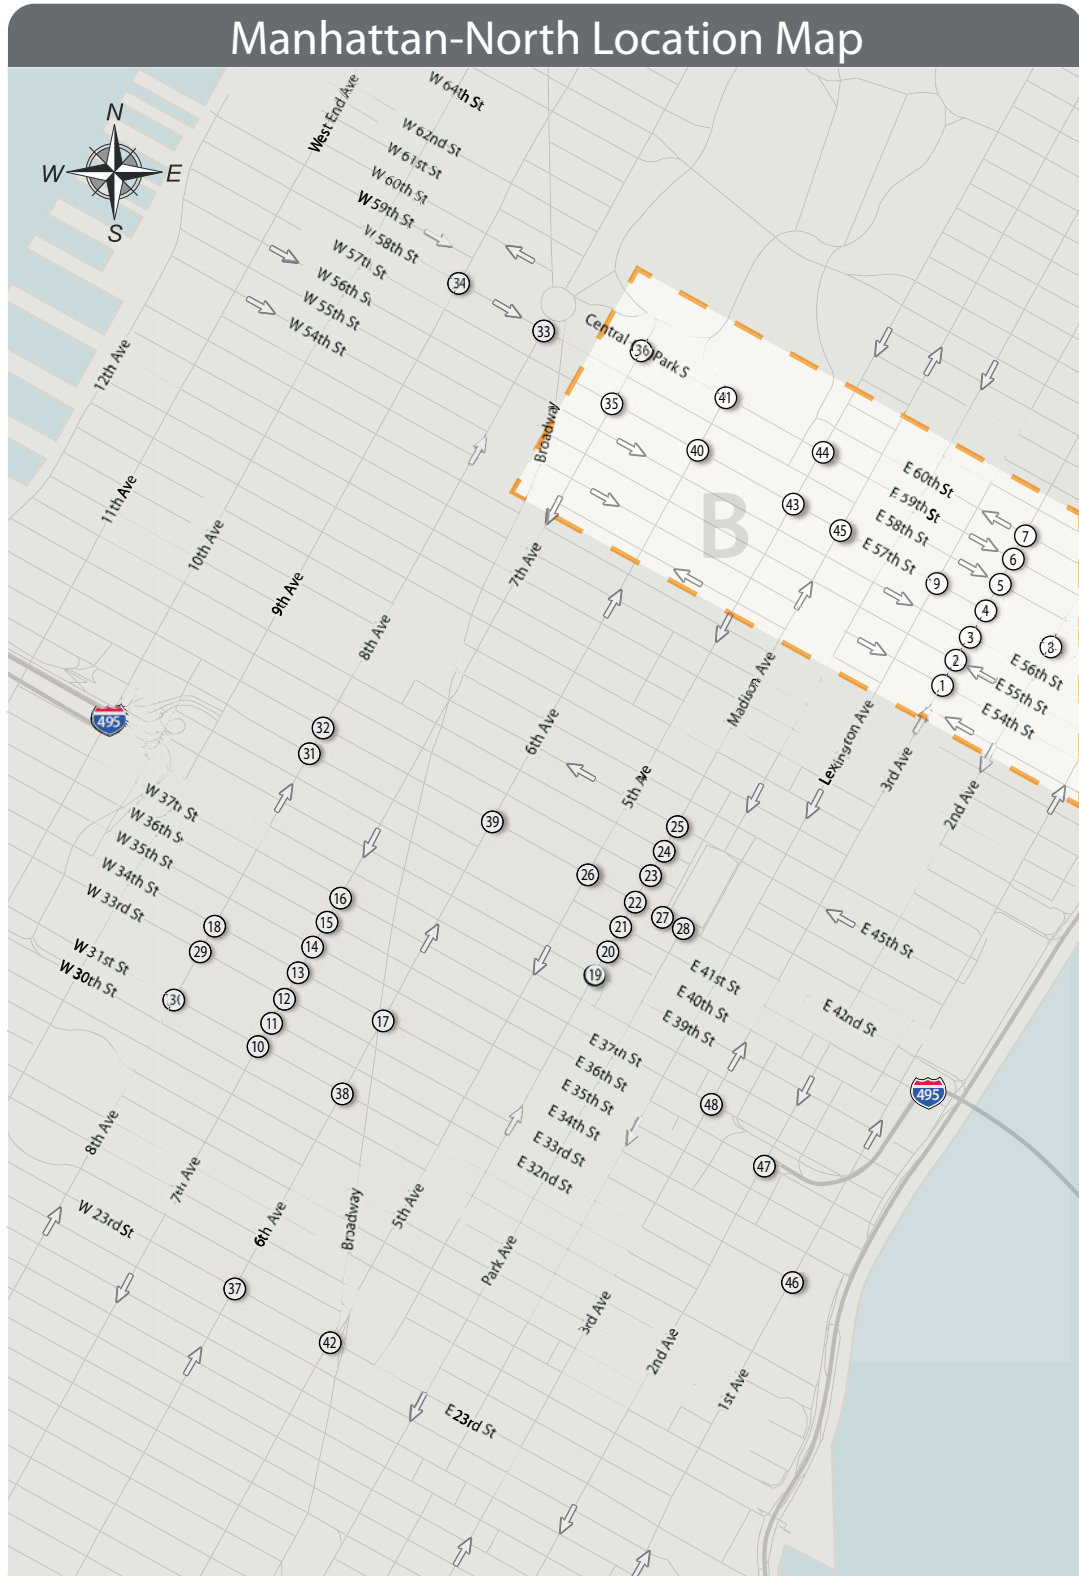 Manhattan-North Location Map
N
W E
S
West End Ave
W 64th St
W 62nd St
W 61st St
W 60th St
W 59th St
W 58th St
W 57th St
W 56th St
W 55th St
W 54th St
34
33
Central Park S
36
35
41
40
44
43
45
B
12th Ave
11th Ave
10th Ave
9th Ave
8th Ave
Broadway
7th Ave
E 60th St
E 59th St
E 58th St
E 57th St
7
6
5
9
4
3
2
1
8
E 56th St
E 55th St
E 54th St
Madison Ave
Lexington Ave
3rd Ave
2nd Ave
6th Ave
5th Ave
495
32
31
39
25
24
23
26
22
27
28
21
20
19
W 37th St
W 36th St
W 35th St
W 34th St
W 33rd St
W 31st St
W 30th St
16
15
14
13
12
11
10
18
29
30
17
38
E 45th St
E 42nd St
E 41st St
E 40th St
E 39th St
E 37th St
E 36th St
E 35th St
E 34th St
E 33rd St
E 32nd St
48
495
47
46
8th Ave
7th Ave
6th Ave
Broadway
5th Ave
Park Ave
3rd Ave
2nd Ave
1st Ave
W 23rd St
37
42
E 23rd St